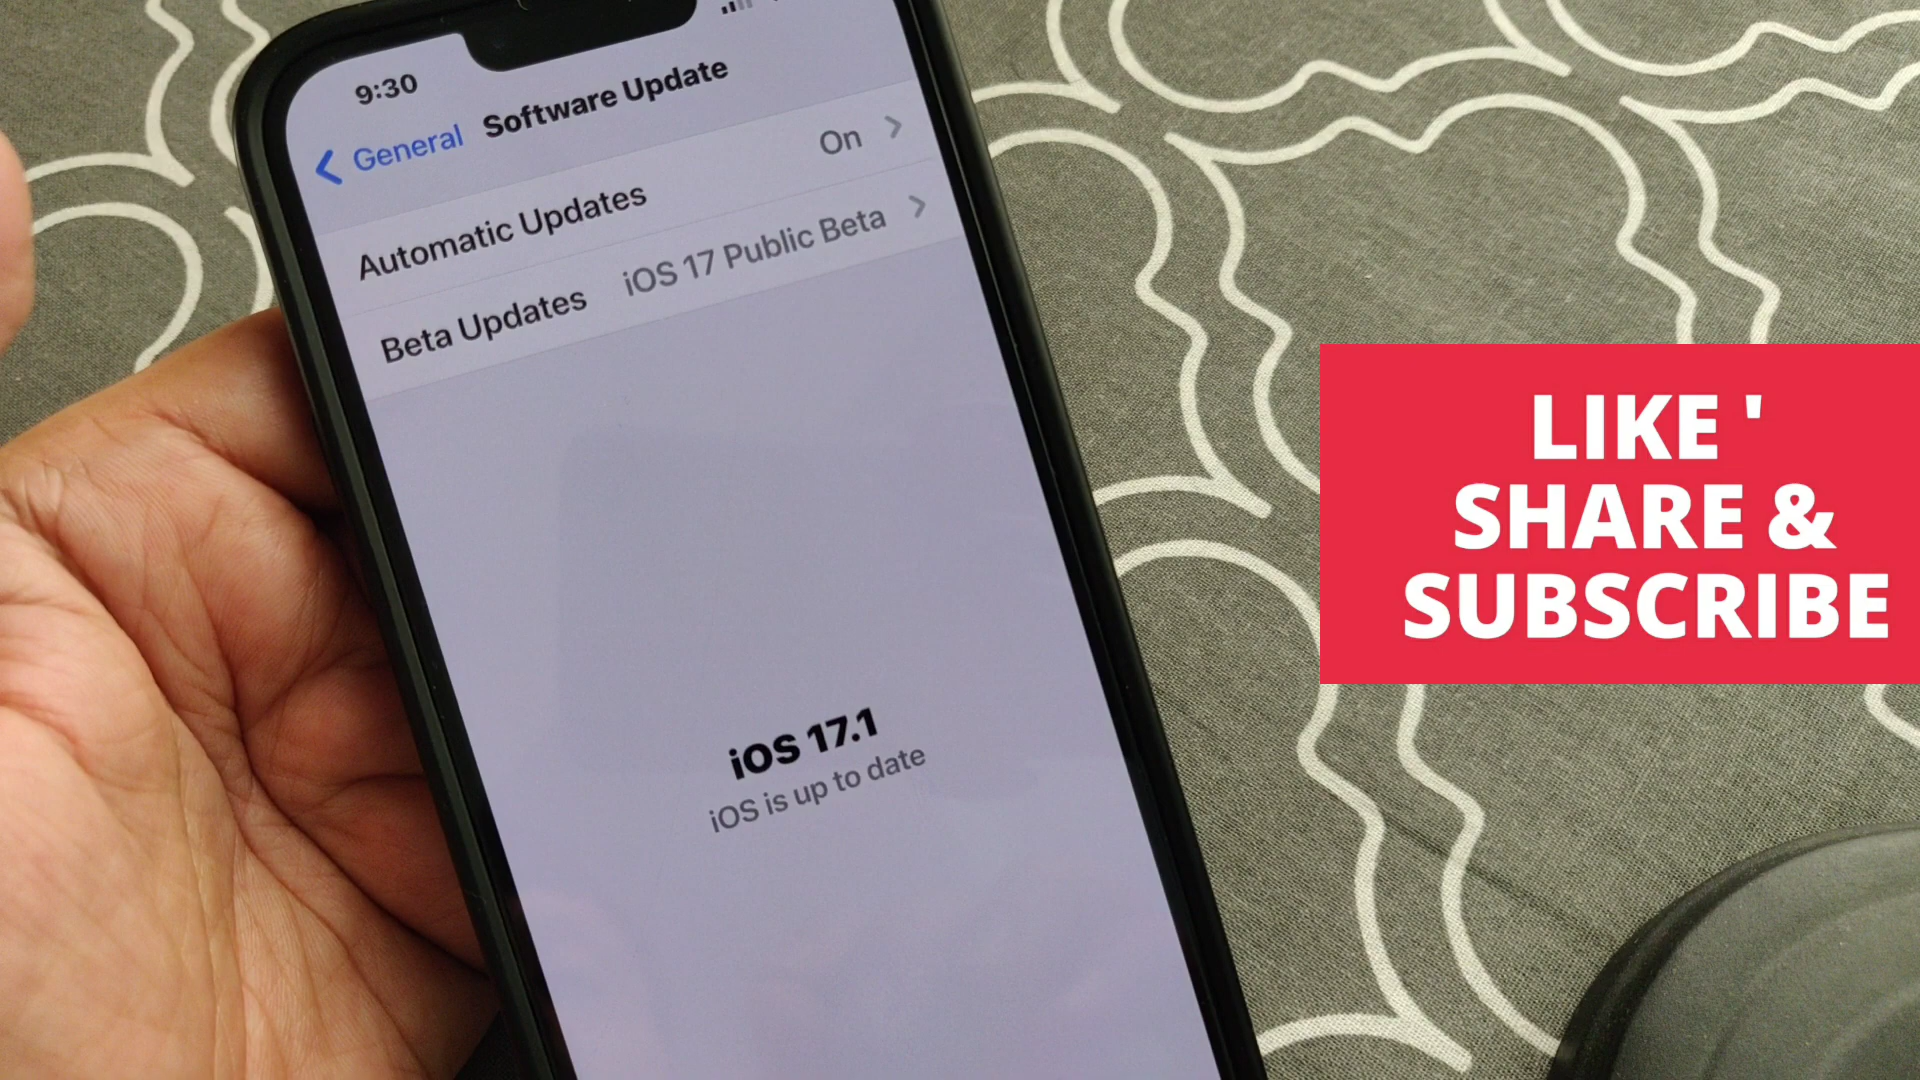 9:30
General Software Update
Automatic Updates On
Beta Updates iOS 17 Public Beta
iOS 17.1
iOS is up to date
LIKE '
SHARE &
SUBSCRIBE